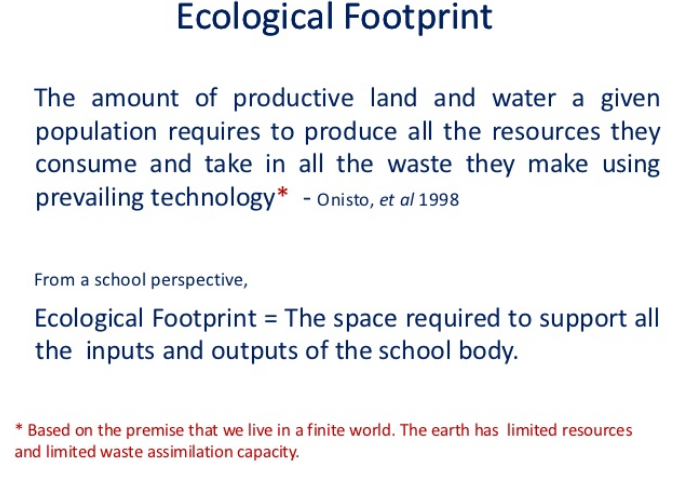 Ecological Footprint
The amount of productive land and water a given
population requires to produce all the resources they
consume and take in all the waste they make using
prevailing technology* - Onisto, et al 1998
From a school perspective,
Ecological Footprint = The space required to support all
the inputs and outputs of the school body.
* Based on the premise that we live in a finite world. The earth has limited resources
and limited waste assimilation capacity.